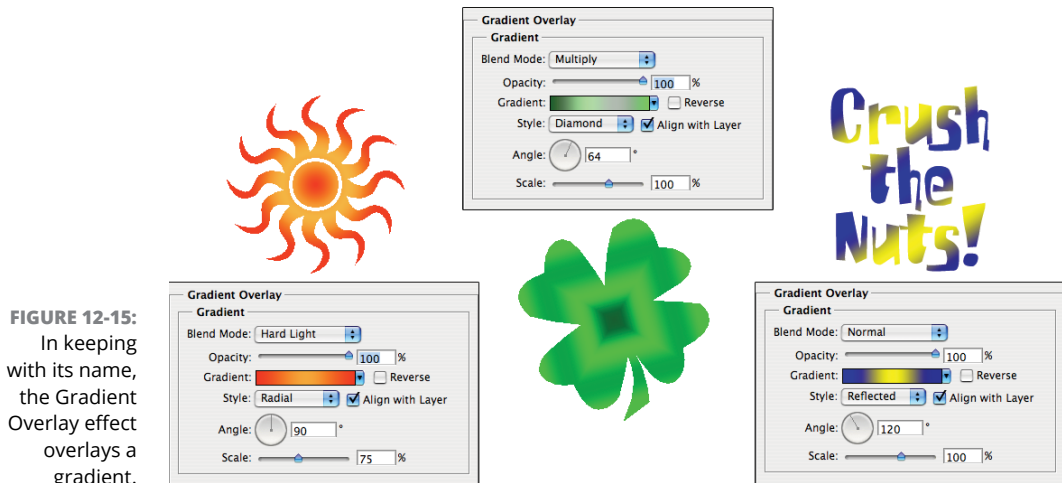 Gradient Overlay
Gradient
Blend Mode: Multiply
Opacity: 100 %
Gradient: Reverse
Style: Diamond Align with Layer
Angle: 64 °
Scale: 100 %
Crush
the
Nuts!
Gradient Overlay
Gradient
Blend Mode: Hard Light
Opacity: 100 %
Gradient: Reverse
Style: Radial Align with Layer
Angle: 90 °
Scale: 75 %
Gradient Overlay
Gradient
Blend Mode: Normal
Opacity: 100 %
Gradient: Reverse
Style: Reflected Align with Layer
Angle: 120 °
Scale: 100 %
FIGURE 12-15:
In keeping
with its name,
the Gradient
Overlay effect
overlays a
gradient.